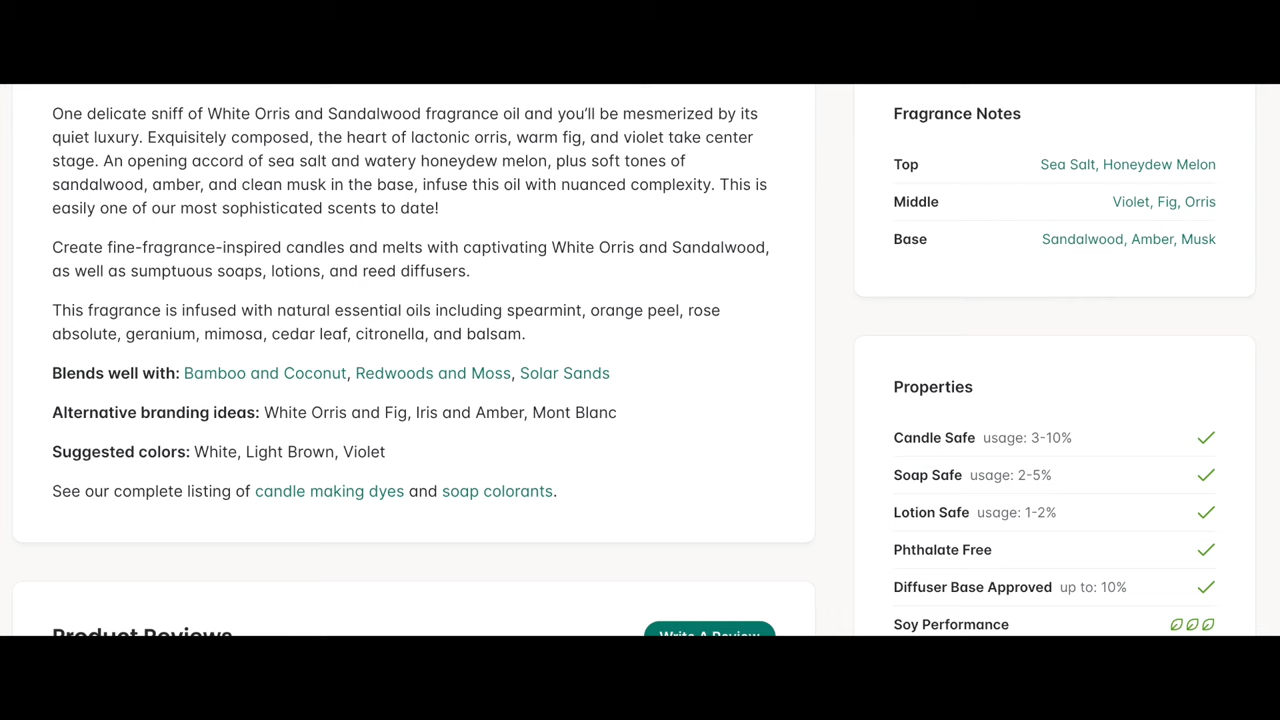 One delicate sniff of White Orris and Sandalwood fragrance oil and you’ll be mesmerized by its
quiet luxury. Exquisitely composed, the heart of lactonic orris, warm fig, and violet take center
stage. An opening accord of sea salt and watery honeydew melon, plus soft tones of
sandalwood, amber, and clean musk in the base, infuse this oil with nuanced complexity. This is
easily one of our most sophisticated scents to date!
Create fine-fragrance-inspired candles and melts with captivating White Orris and Sandalwood,
as well as sumptuous soaps, lotions, and reed diffusers.
This fragrance is infused with natural essential oils including spearmint, orange peel, rose
absolute, geranium, mimosa, cedar leaf, citronella, and balsam.
Blends well with: Bamboo and Coconut, Redwoods and Moss, Solar Sands
Alternative branding ideas: White Orris and Fig, Iris and Amber, Mont Blanc
Suggested colors: White, Light Brown, Violet
See our complete listing of candle making dyes and soap colorants.
Product Reviews
Write A Review
Fragrance Notes
Top Sea Salt, Honeydew Melon
Middle Violet, Fig, Orris
Base Sandalwood, Amber, Musk
Properties
Candle Safe usage: 3-10%
Soap Safe usage: 2-5%
Lotion Safe usage: 1-2%
Phthalate Free
Diffuser Base Approved up to: 10%
Soy Performance